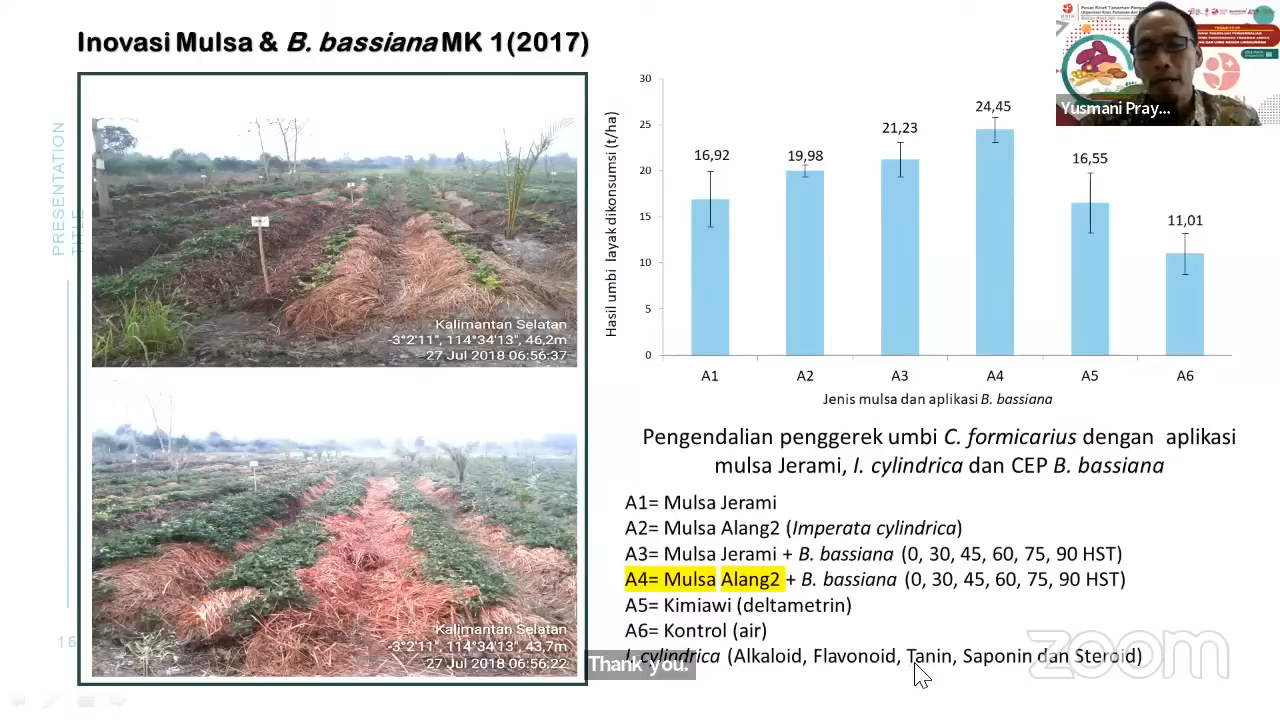 Inovasi Mulsa & B. bassiana MK 1(2017)
PRESENTATION
TITLE
Kalimantan Selatan
-3°2'11", 114°34'13", 46,2m
27 Jul 2018 06:56:37
Kalimantan Selatan
-3°2'11", 114°34'13", 43,7m
27 Jul 2018 06:56:22
16
Hasil umbi layak dikonsumsi (t/ha)
30
25
20
15
10
5
0
16,92
19,98
21,23
24,45
16,55
11,01
A1 A2 A3 A4 A5 A6
Jenis mulsa dan aplikasi B. bassiana
Yusmani Pray...
Pengendalian penggerek umbi C. formicarius dengan aplikasi
mulsa Jerami, I. cylindrica dan CEP B. bassiana
A1= Mulsa Jerami
A2= Mulsa Alang2 (Imperata cylindrica)
A3= Mulsa Jerami + B. bassiana (0, 30, 45, 60, 75, 90 HST)
A4= Mulsa Alang2 + B. bassiana (0, 30, 45, 60, 75, 90 HST)
A5= Kimiawi (deltametrin)
A6= Kontrol (air)
I. cylindrica (Alkaloid, Flavonoid, Tanin, Saponin dan Steroid)
Thank you.
zoom